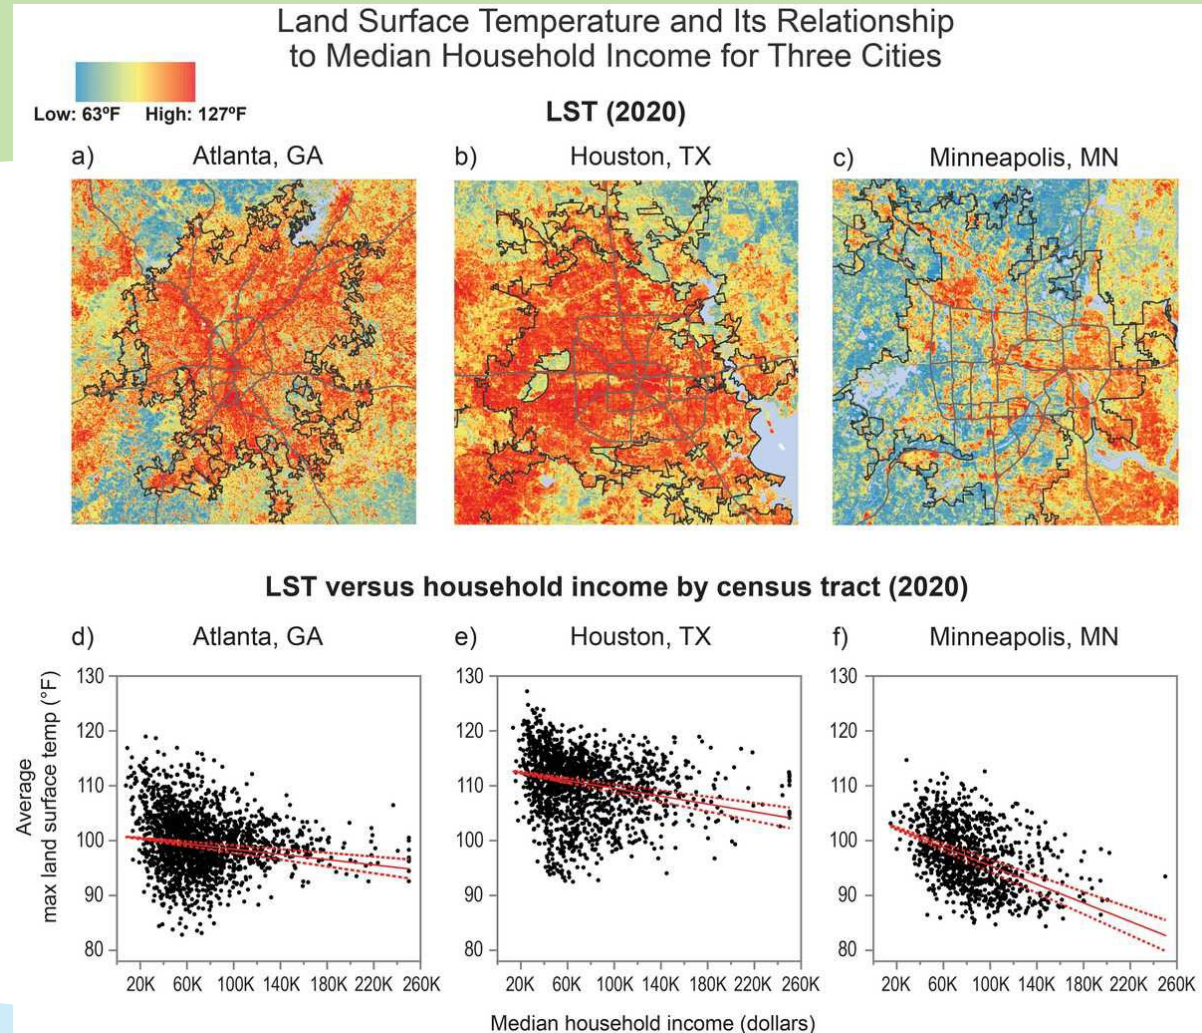 Land Surface Temperature and Its Relationship
to Median Household Income for Three Cities
Low: 63ºF High: 127ºF
LST (2020)
a) Atlanta, GA
b) Houston, TX
c) Minneapolis, MN
LST versus household income by census tract (2020)
d) Atlanta, GA
e) Houston, TX
f) Minneapolis, MN
Average
max land surface temp (°F)
130
120
110
100
90
80
20K 60K 100K 140K 180K 220K 260K
130
120
110
100
90
80
20K 60K 100K 140K 180K 220K 260K
130
120
110
100
90
80
20K 60K 100K 140K 180K 220K 260K
Median household income (dollars)